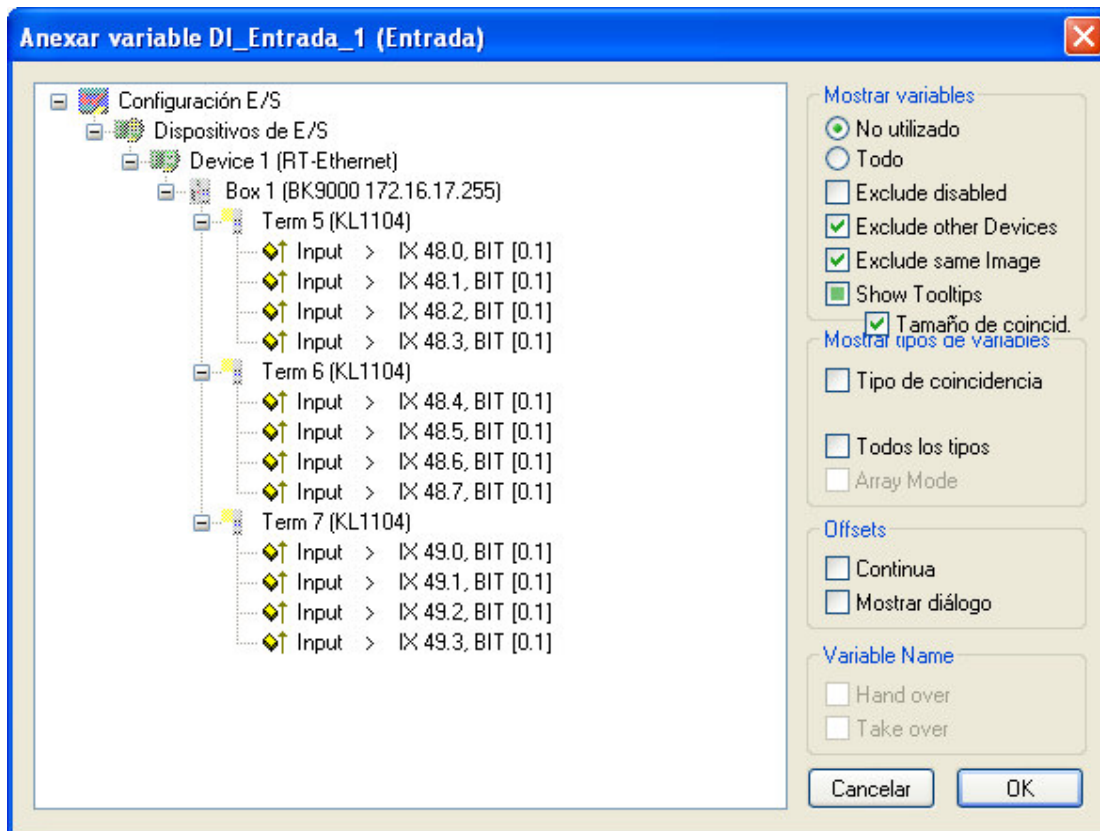 Anexar variable DI_Entrada_1 (Entrada)
Configuración E/S
Dispositivos de E/S
Device 1 (RT-Ethernet)
Box 1 (BK9000 172.16.17.255)
Term 5 (KL1104)
Input > IX 48.0, BIT [0.1]
Input > IX 48.1, BIT [0.1]
Input > IX 48.2, BIT [0.1]
Input > IX 48.3, BIT [0.1]
Term 6 (KL1104)
Input > IX 48.4, BIT [0.1]
Input > IX 48.5, BIT [0.1]
Input > IX 48.6, BIT [0.1]
Input > IX 48.7, BIT [0.1]
Term 7 (KL1104)
Input > IX 49.0, BIT [0.1]
Input > IX 49.1, BIT [0.1]
Input > IX 49.2, BIT [0.1]
Input > IX 49.3, BIT [0.1]
Mostrar variables
No utilizado
Todo
Exclude disabled
Exclude other Devices
Exclude same Image
Show Tooltips
Tamaño de coincid.
Mostrar tipos de variables
Tipo de coincidencia
Todos los tipos
Array Mode
Offsets
Continua
Mostrar diálogo
Variable Name
Hand over
Take over
Cancelar
OK